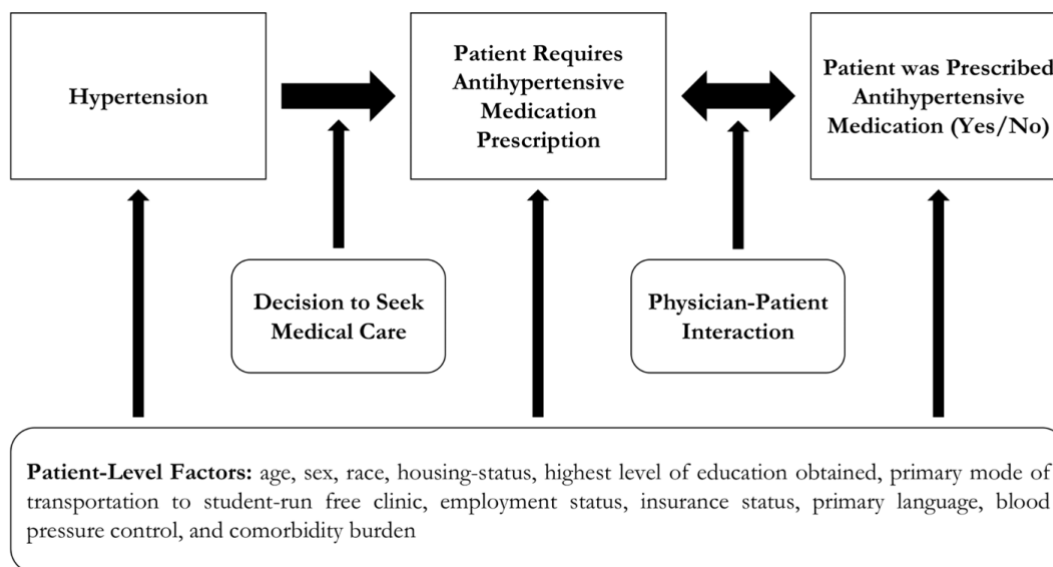 Hypertension
Patient Requires
Antihypertensive
Medication
Prescription
Patient was Prescribed
Antihypertensive
Medication (Yes/No)
Decision to Seek
Medical Care
Physician-Patient
Interaction
Patient-Level Factors: age, sex, race, housing-status, highest level of education obtained, primary mode of
transportation to student-run free clinic, employment status, insurance status, primary language, blood
pressure control, and comorbidity burden